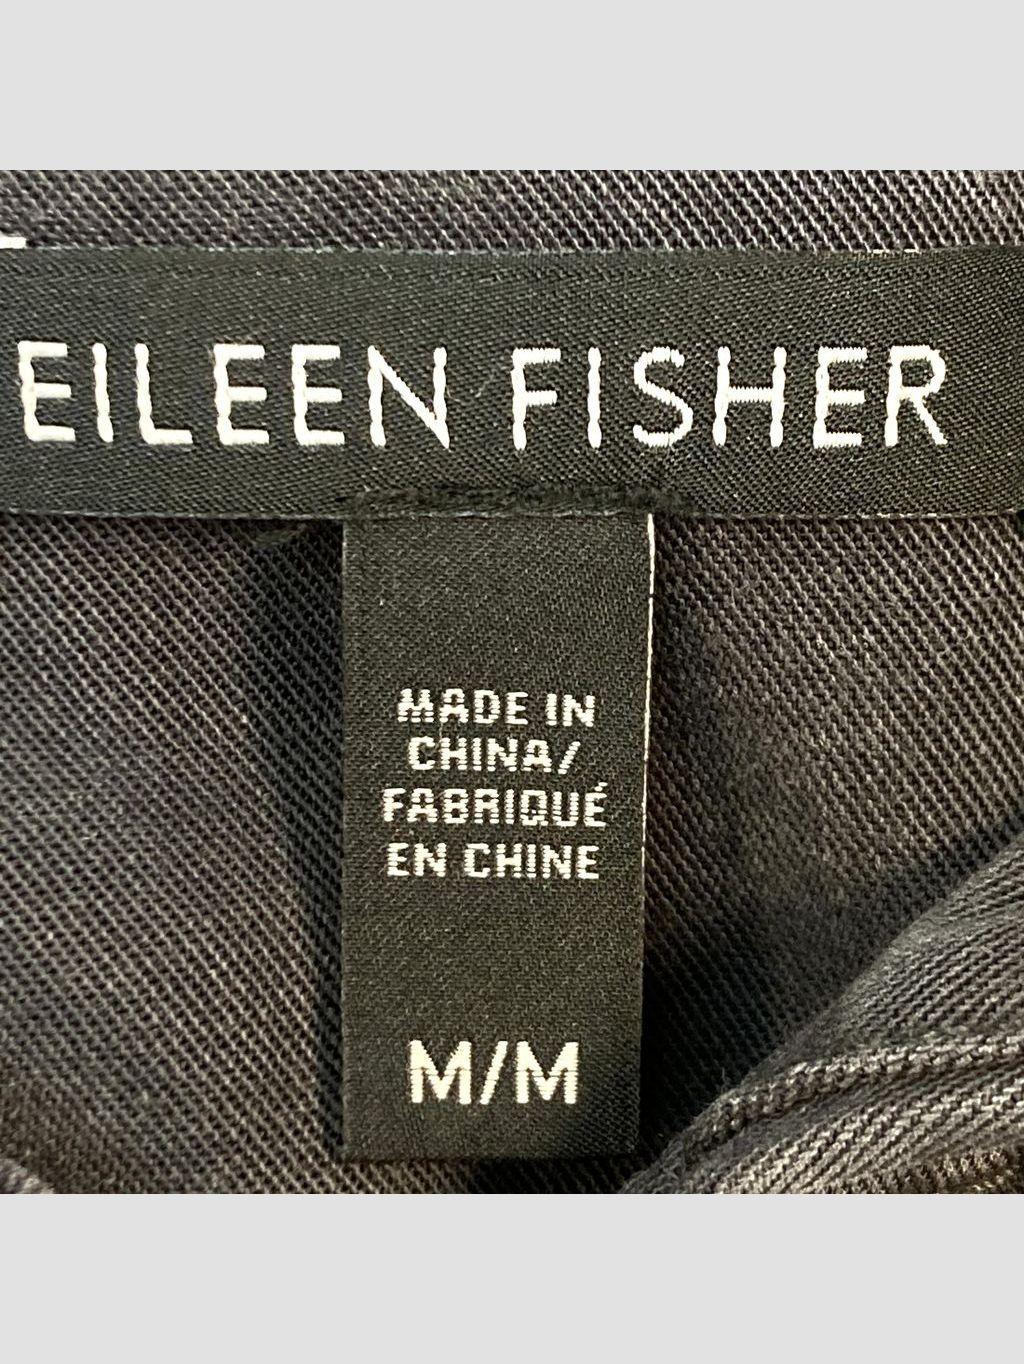 EILEEN FISHER
MADE IN
CHINA/
FABRIQUÉ
EN CHINE
M/M